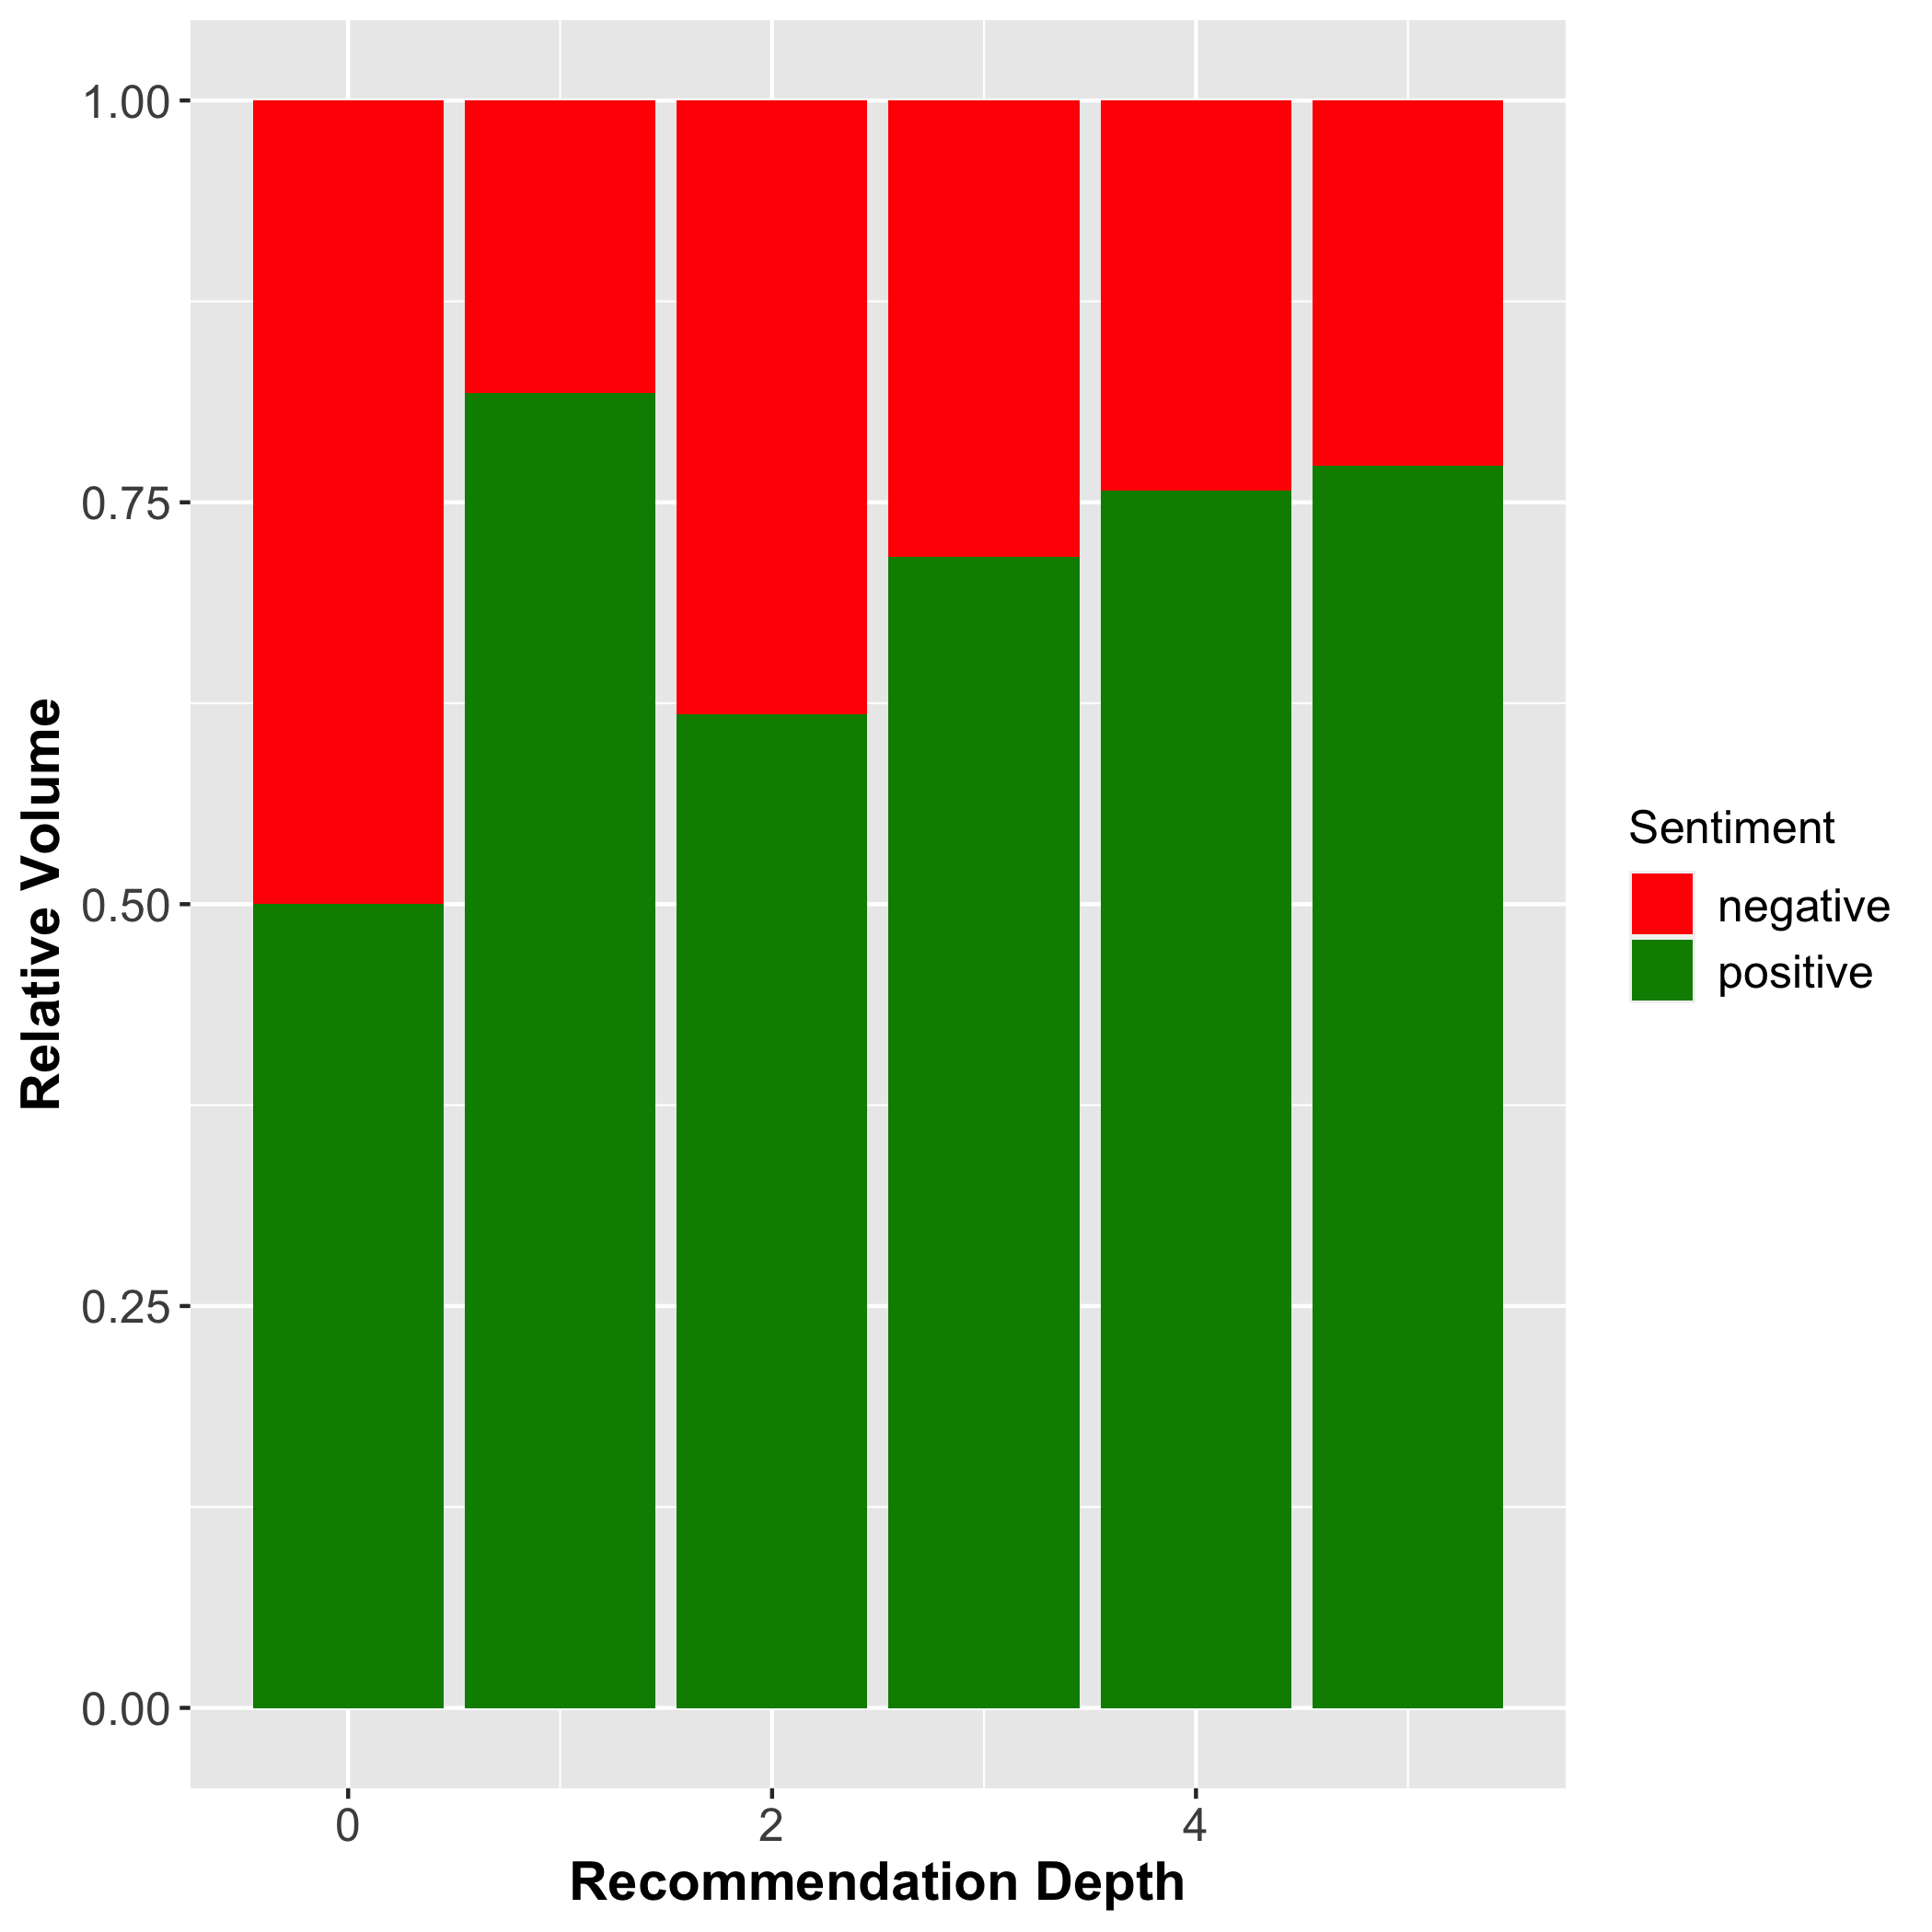 1.00
0.75
0.50
0.25
0.00
Relative Volume
0 2 4
Recommendation Depth
Sentiment
negative
positive